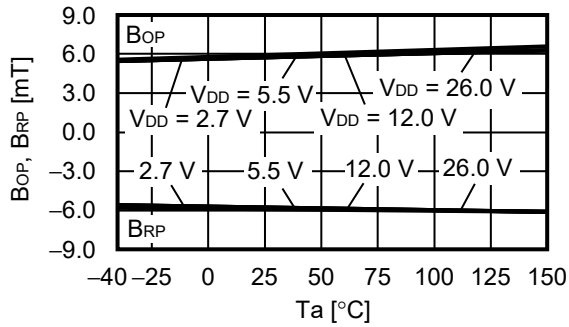 9.0
6.0
3.0
0.0
−3.0
−6.0
−9.0
BOP, BRP [mT]
BOP
VDD = 5.5 V
VDD = 26.0 V
VDD = 2.7 V
VDD = 12.0 V
2.7 V
5.5 V
12.0 V
26.0 V
BRP
−40
−25
0
25
50
75
100
125
150
Ta [°C]